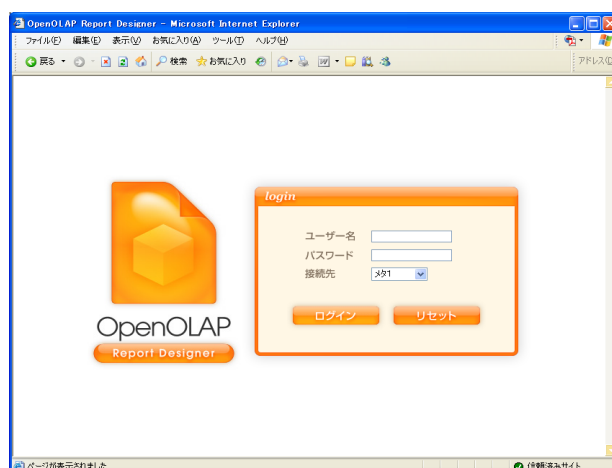 OpenOLAP Report Designer - Microsoft Internet Explorer
ファイル(F) 編集(E) 表示(V) お気に入り(A) ツール(T) ヘルプ(H)
戻る 検索 お気に入り アドレス(D)
login
ユーザー名
パスワード
接続先 メタ1
ログイン リセット
OpenOLAP
Report Designer
ページが表示されました 信頼済みサイト